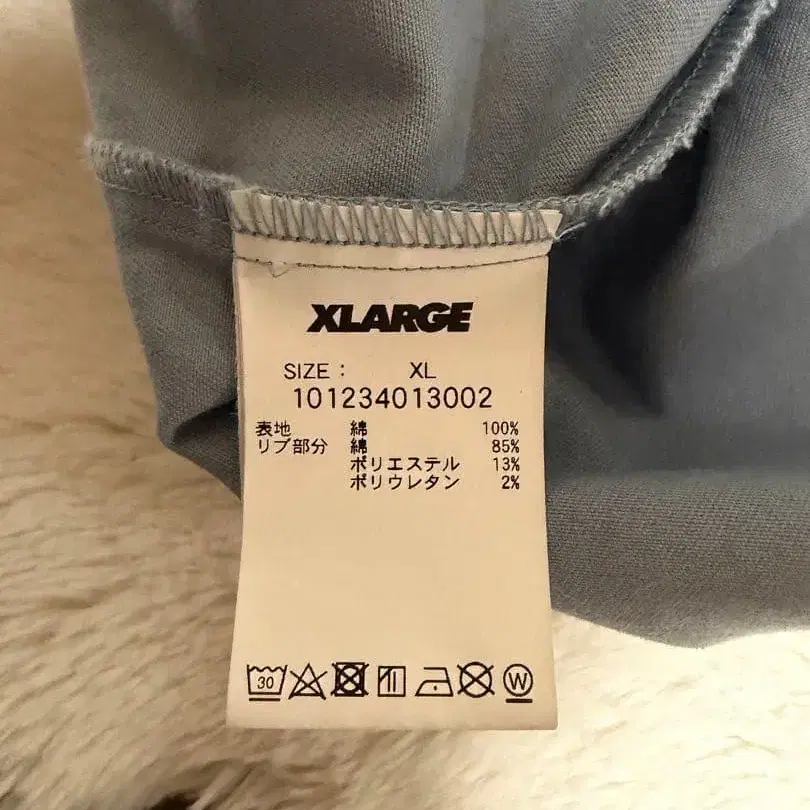 XLARGE
SIZE : XL
101234013002
表地 綿 100%
リブ部分 綿 85%
ポリエステル 13%
ポリウレタン 2%
30 W